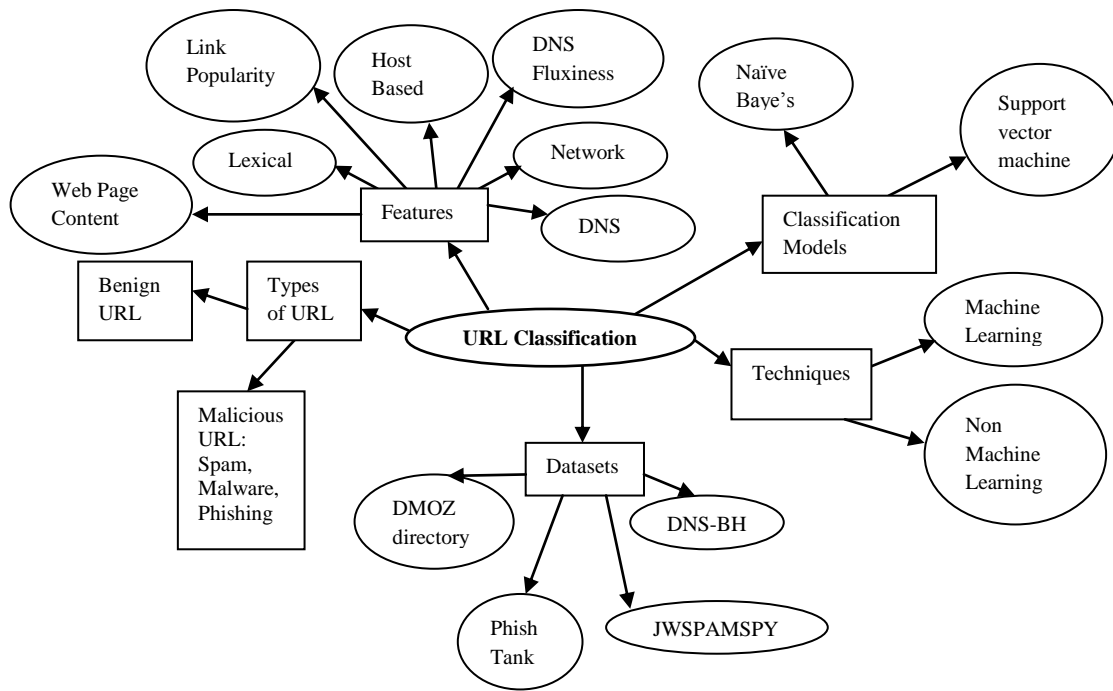 Link
Popularity
Host
Based
DNS
Fluxiness
Naïve
Baye's
Support
vector
machine
Lexical
Network
Web Page
Content
Features
DNS
Classification
Models
Benign
URL
Types
of URL
URL Classification
Machine
Learning
Techniques
Malicious
URL:
Spam,
Malware,
Phishing
Non
Machine
Learning
Datasets
DMOZ
directory
DNS-BH
Phish
Tank
JWSPAMSPY